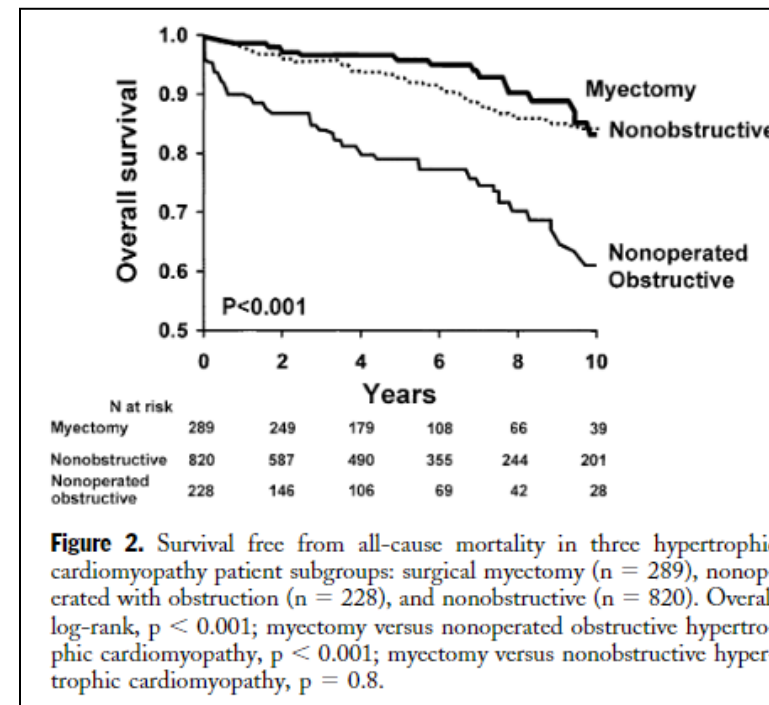 1.0
0.9
0.8
0.7
0.6
0.5
Overall survival
Myectomy
Nonobstructive
Nonoperated
Obstructive
P<0.001
0 2 4 6 8 10
Years
N at risk
Myectomy 289 249 179 108 66 39
Nonobstructive 820 587 490 355 244 201
Nonoperated
obstructive 228 146 106 69 42 28
Figure 2. Survival free from all-cause mortality in three hypertrophic
cardiomyopathy patient subgroups: surgical myectomy (n = 289), nonop-
erated with obstruction (n = 228), and nonobstructive (n = 820). Overall
log-rank, p < 0.001; myectomy versus nonoperated obstructive hypertro-
phic cardiomyopathy, p < 0.001; myectomy versus nonobstructive hyper-
trophic cardiomyopathy, p = 0.8.